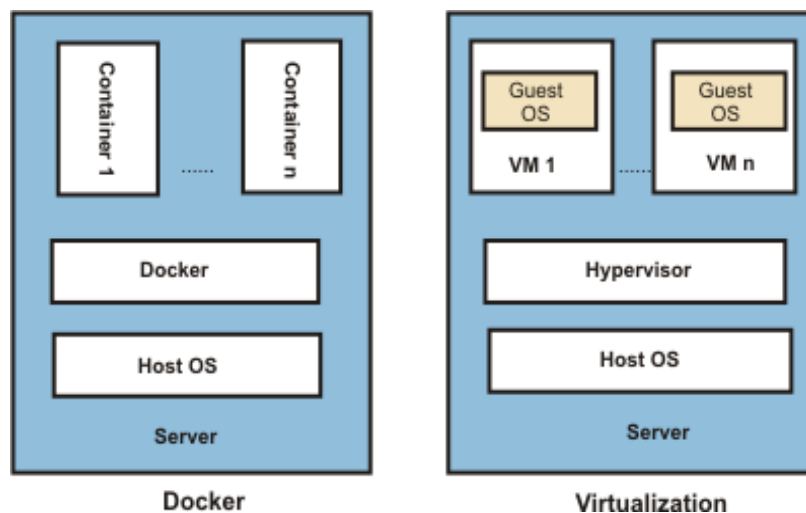 Container 1
......
Container n
Docker
Host OS
Server
Docker
Guest
OS
VM 1
......
Guest
OS
VM n
Hypervisor
Host OS
Server
Virtualization